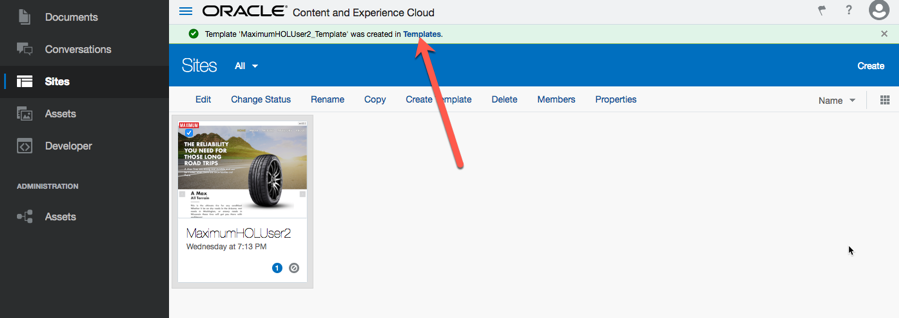 Documents
Conversations
Sites
Assets
Developer
ADMINISTRATION
Assets
ORACLE® Content and Experience Cloud
?
Template 'MaximumHOLUser2_Template' was created in Templates.
Sites All
Create
Edit Change Status Rename Copy Create Template Delete Members Properties
Name
MAXIMUM
THE RELIABILITY
YOU NEED FOR
THOSE LONG
ROAD TRIPS
A Max
All Terrain
MaximumHOLUser2
Wednesday at 7:13 PM
1